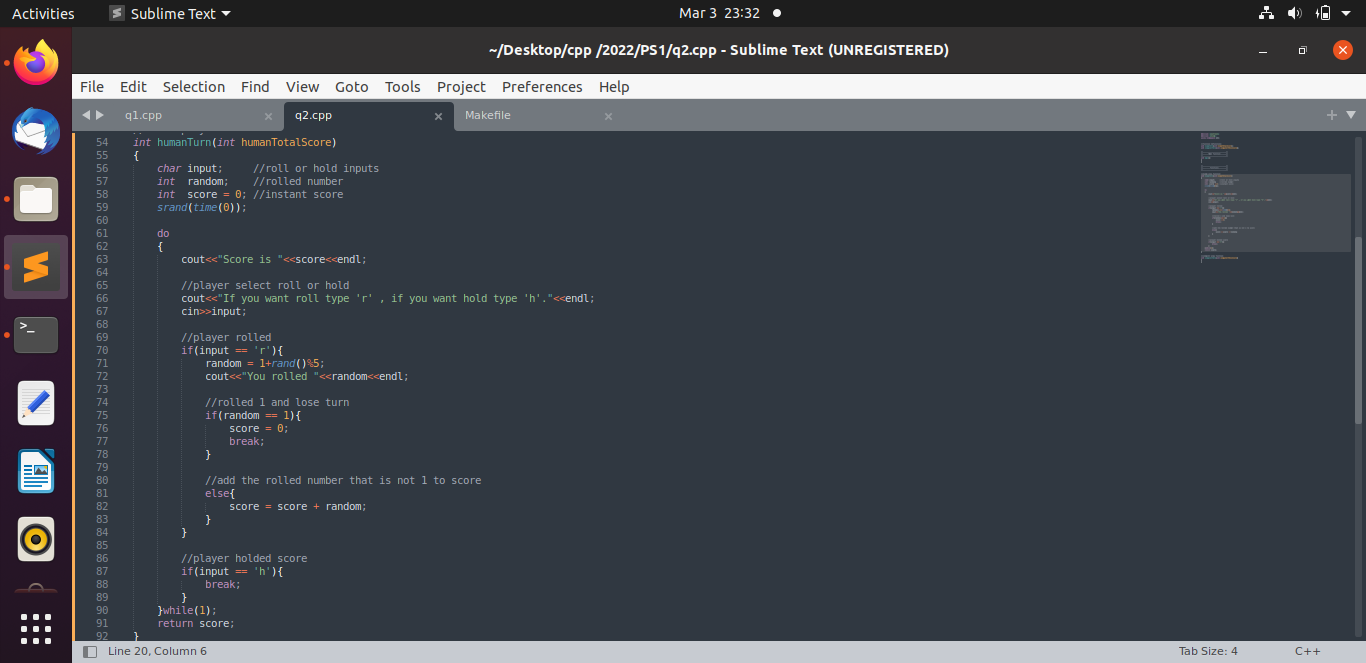 Activities Sublime Text Mar 3 23:32
~/Desktop/cpp /2022/PS1/q2.cpp - Sublime Text (UNREGISTERED)
File Edit Selection Find View Goto Tools Project Preferences Help
q1.cpp q2.cpp Makefile
54 int humanTurn(int humanTotalScore)
55 {
56 char input; //roll or hold inputs
57 int random; //rolled number
58 int score = 0; //instant score
59 srand(time(0));
60
61 do
62 {
63 cout<<"Score is "<<score<<endl;
64
65 //player select roll or hold
66 cout<<"If you want roll type 'r' , if you want hold type 'h'."<<endl;
67 cin>>input;
68
69 //player rolled
70 if(input == 'r'){
71 random = 1+rand()%5;
72 cout<<"You rolled "<<random<<endl;
73
74 //rolled 1 and lose turn
75 if(random == 1){
76 score = 0;
77 break;
78 }
79
80 //add the rolled number that is not 1 to score
81 else{
82 score = score + random;
83 }
84 }
85
86 //player holded score
87 if(input == 'h'){
88 break;
89 }
90 }while(1);
91 return score;
92 }
Line 20, Column 6 Tab Size: 4 C++